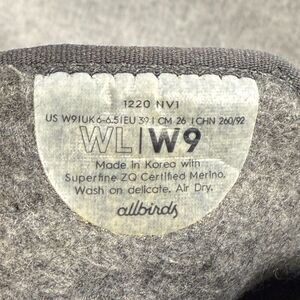 1220 NV1
US W9|UK 6-6.5|EU 39|CM 26|CHN 260/92
WL|W9
Made in Korea with
Superfine ZQ Certified Merino.
Wash on delicate. Air Dry.
allbirds